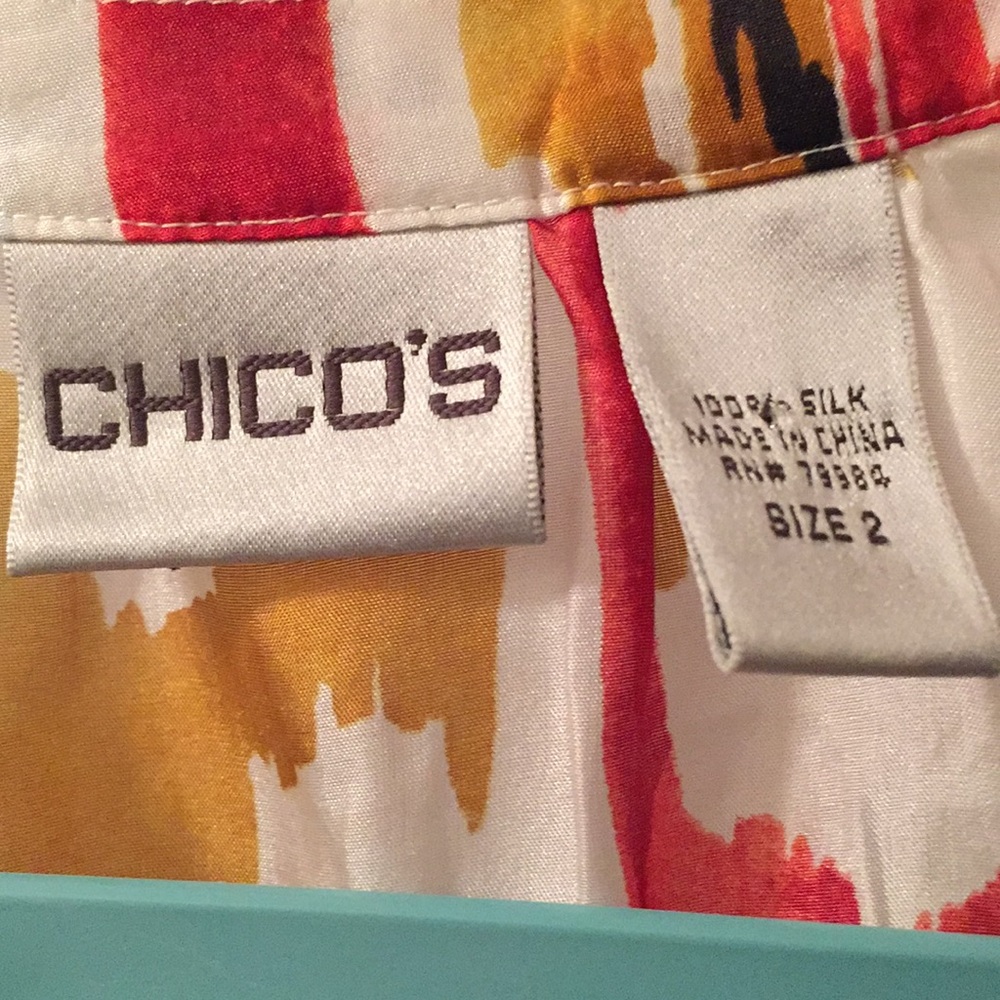 CHICO'S
100% SILK
MADE IN CHINA
RN# 79984
SIZE 2